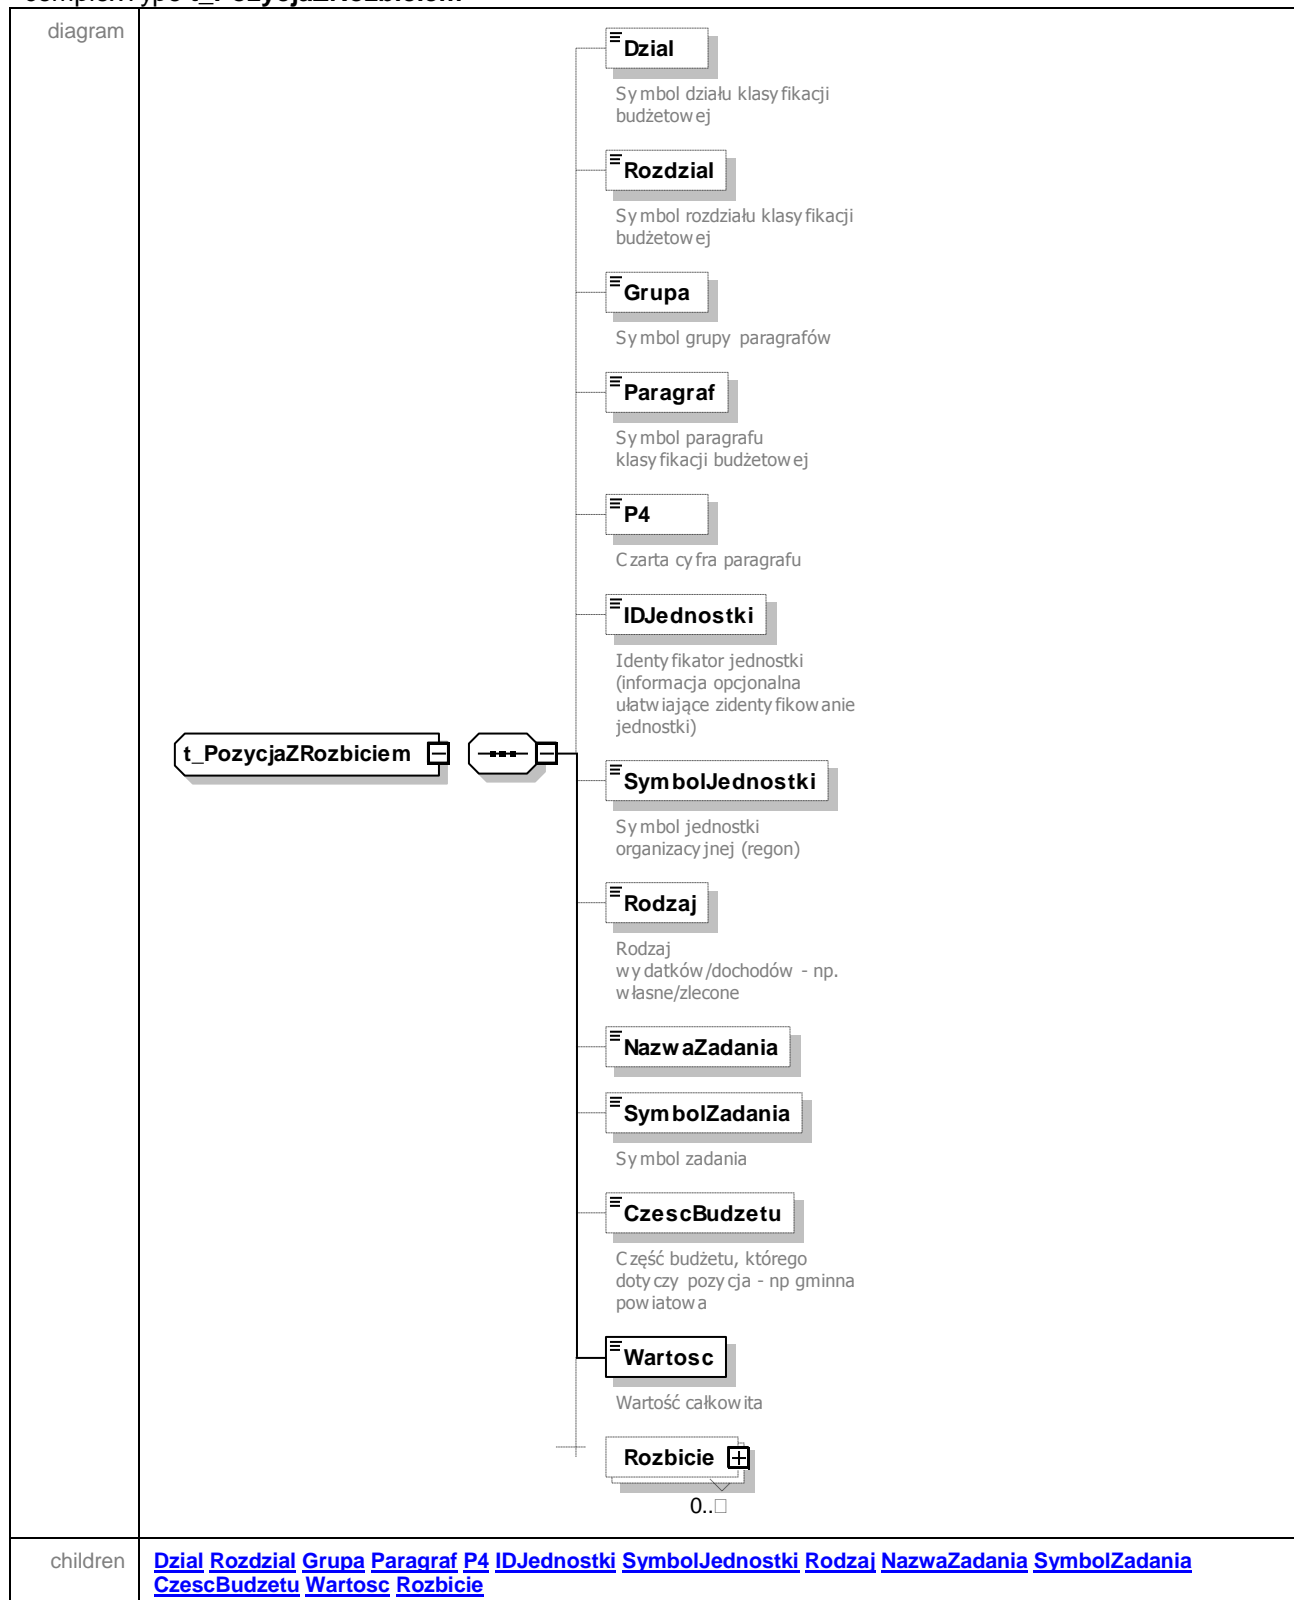 complexType t_PozycjaZRozbiciem
diagram
Dzial
Symbol działu klasyfikacji
budżetowej
Rozdzial
Symbol rozdziału klasyfikacji
budżetowej
Grupa
Symbol grupy paragrafów
Paragraf
Symbol paragrafu
klasyfikacji budżetowej
P4
Czarta cyfra paragrafu
IDJednostki
Identyfikator jednostki
(informacja opcjonalna
ułatwiające zidentyfikowanie
jednostki)
t_PozycjaZRozbiciem
SymbolJednostki
Symbol jednostki
organizacyjnej (regon)
Rodzaj
Rodzaj
wydatków/dochodów - np.
własne/zlecone
NazwaZadania
SymbolZadania
Symbol zadania
CzescBudzetu
Część budżetu, którego
dotyczy pozycja - np gminna
powiatowa
Wartosc
Wartość całkowita
Rozbicie
0..□
children
Dzial Rozdzial Grupa Paragraf P4 IDJednostki SymbolJednostki Rodzaj NazwaZadania SymbolZadania
CzescBudzetu Wartosc Rozbicie